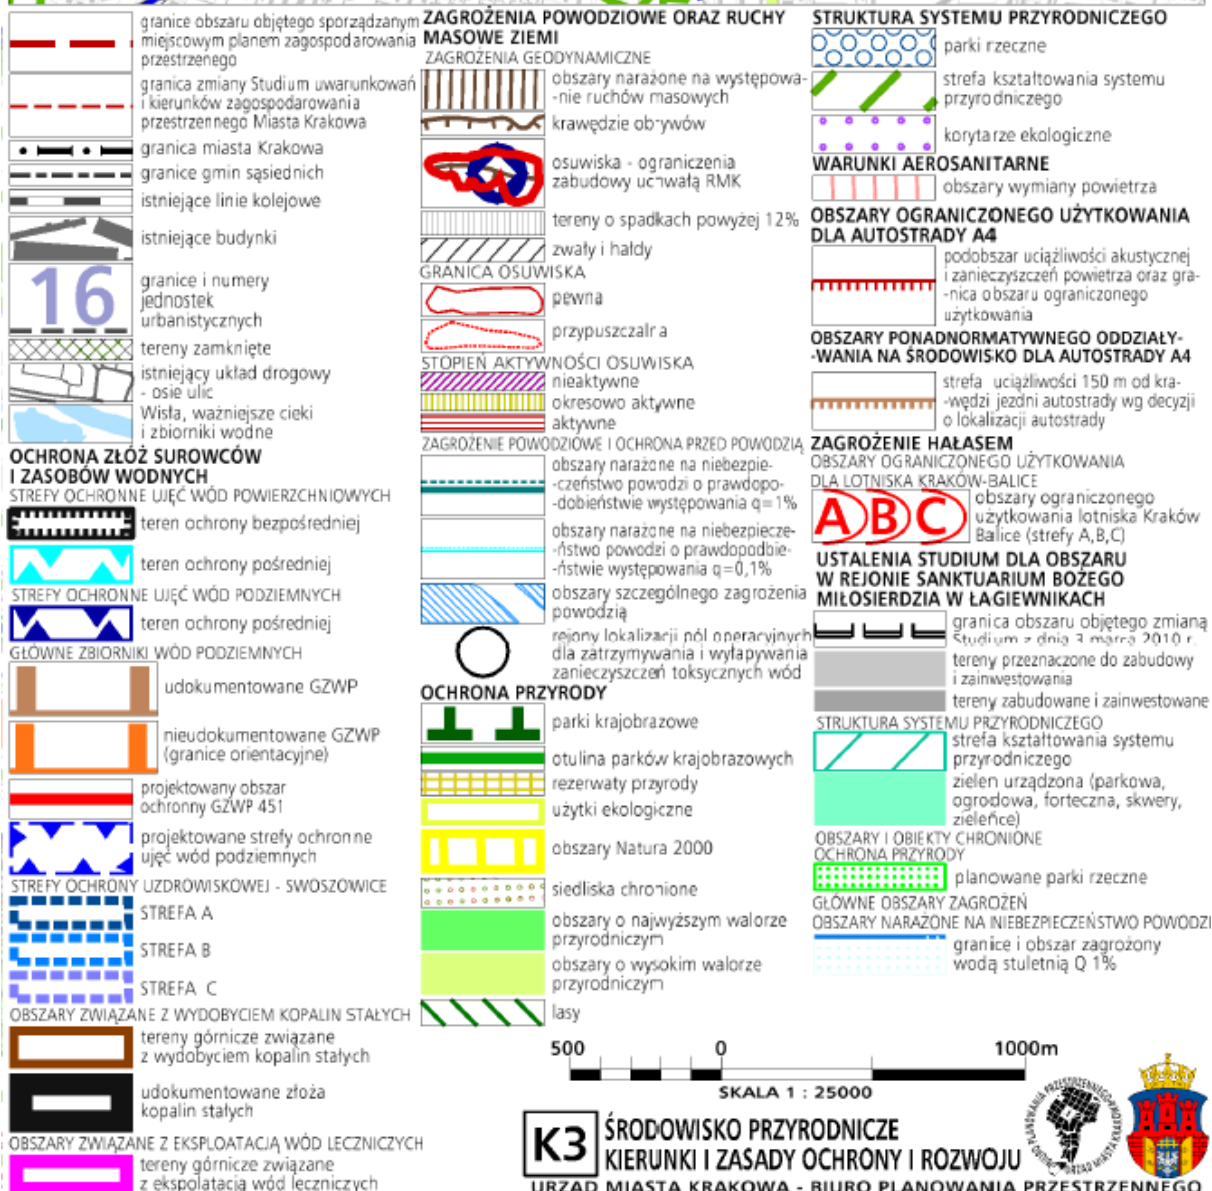 granice obszaru objętego sporządzanym
miejscowym planem zagospodarowania
przestrzenego
granica zmiany Studium uwarunkowań
i kierunków zagospodarowania
przestrzennego Miasta Krakowa
granica miasta Krakowa
granice gmin sąsiednich
istniejące linie kolejowe
istniejące budynki
16
granice i numery
jednostek
urbanistycznych
tereny zamknięte
istniejący układ drogowy
- osie ulic
Wisła, ważniejsze cieki
i zbiorniki wodne
OCHRONA ZŁÓŻ SUROWCÓW
I ZASOBÓW WODNYCH
STREFY OCHRONNE UJĘĆ WÓD POWIERZCHNIOWYCH
teren ochrony bezpośredniej
teren ochrony pośredniej
STREFY OCHRONNE UJĘĆ WÓD PODZIEMNYCH
teren ochrony pośredniej
GŁÓWNE ZBIORNIKI WÓD PODZIEMNYCH
udokumentowane GZWP
nieudokumentowane GZWP
(granice orientacyjne)
projektowany obszar
ochronny GZWP 451
projektowane strefy ochronne
ujęć wód podziemnych
STREFY OCHRONY UZDROWISKOWEJ - SWOSZOWICE
STREFA A
STREFA B
STREFA C
OBSZARY ZWIĄZANE Z WYDOBYCIEM KOPALIN STAŁYCH
tereny górnicze związane
z wydobyciem kopalin stałych
udokumentowane złoża
kopalin stałych
OBSZARY ZWIĄZANE Z EKSPLOATACJĄ WÓD LECZNICZYCH
tereny górnicze związane
z ekspolatacją wód leczniczych
ZAGROŻENIA POWODZIOWE ORAZ RUCHY
MASOWE ZIEMI
ZAGROŻENIA GEODYNAMICZNE
obszary narażone na występowa-
-nie ruchów masowych
krawędzie obrywów
osuwiska - ograniczenia
zabudowy uchwałą RMK
tereny o spadkach powyżej 12%
zwały i hałdy
GRANICA OSUWISKA
pewna
przypuszczalna
STOPIEŃ AKTYWNOŚCI OSUWISKA
nieaktywne
okresowo aktywne
aktywne
ZAGROŻENIE POWODZIOWE I OCHRONA PRZED POWODZIĄ
obszary narażone na niebezpie-
-czeństwo powodzi o prawdopo-
-dobieństwie występowania q=1%
obszary narażone na niebezpiecze-
-ństwo powodzi o prawdopodbie-
-ństwie występowania q=0,1%
obszary szczególnego zagrożenia
powodzią
rejony lokalizacji pól operacyjnych
dla zatrzymywania i wyłapywania
zanieczyszczeń toksycznych wód
OCHRONA PRZYRODY
parki krajobrazowe
otulina parków krajobrazowych
rezerwaty przyrody
użytki ekologiczne
obszary Natura 2000
siedliska chronione
obszary o najwyższym walorze
przyrodniczym
obszary o wysokim walorze
przyrodniczym
lasy
STRUKTURA SYSTEMU PRZYRODNICZEGO
parki rzeczne
strefa kształtowania systemu
przyrodniczego
korytarze ekologiczne
WARUNKI AEROSANITARNE
obszary wymiany powietrza
OBSZARY OGRANICZONEGO UŻYTKOWANIA
DLA AUTOSTRADY A4
podobszar uciążliwości akustycznej
i zanieczyszczeń powietrza oraz gra-
-nica obszaru ograniczonego
użytkowania
OBSZARY PONADNORMATYWNEGO ODDZIAŁY-
-WANIA NA ŚRODOWISKO DLA AUTOSTRADY A4
strefa uciążliwości 150 m od kra-
-wędzi jezdni autostrady wg decyzji
o lokalizacji autostrady
ZAGROŻENIE HAŁASEM
OBSZARY OGRANICZONEGO UŻYTKOWANIA
DLA LOTNISKA KRAKÓW-BALICE
A B C
obszary ograniczonego
użytkowania lotniska Kraków
Balice (strefy A,B,C)
USTALENIA STUDIUM DLA OBSZARU
W REJONIE SANKTUARIUM BOŻEGO
MIŁOSIERDZIA W ŁAGIEWNIKACH
granica obszaru objętego zmianą
Studium z dnia 3 marca 2010 r.
tereny przeznaczone do zabudowy
i zainwestowania
tereny zabudowane i zainwestowane
STRUKTURA SYSTEMU PRZYRODNICZEGO
strefa kształtowania systemu
przyrodniczego
zielen urządzona (parkowa,
ogrodowa, forteczna, skwery,
zieleńce)
OBSZARY I OBIEKTY CHRONIONE
OCHRONA PRZYRODY
planowane parki rzeczne
GŁÓWNE OBSZARY ZAGROŻEŃ
OBSZARY NARAŻONE NA NIEBEZPIECZEŃSTWO POWODZI
granice i obszar zagrożony
wodą stuletnią Q 1%
500 0 1000m
SKALA 1 : 25000
K3
ŚRODOWISKO PRZYRODNICZE
KIERUNKI I ZASADY OCHRONY I ROZWOJU
URZĄD MIASTA KRAKOWA - BIURO PLANOWANIA PRZESTRZENNEGO